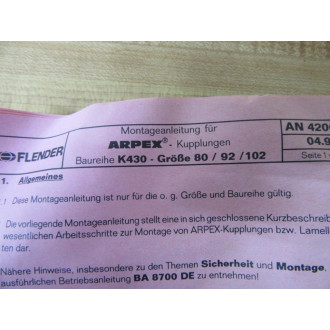 FLENDER
Montageanleitung für
ARPEX®- Kupplungen
Baureihe K430 - Größe 80 / 92 /102
AN 420
04.9
Seite 1
1. Allgemeines
.1 Diese Montageanleitung ist nur für die o. g. Größe und Baureihe gültig.
Die vorliegende Montageanleitung stellt eine in sich geschlossene Kurzbeschreib
wesentlichen Arbeitsschritte zur Montage von ARPEX-Kupplungen bzw. Lamell
ten dar.
Nähere Hinweise, insbesondere zu den Themen Sicherheit und Montage.
ausführlichen Betriebsanleitung BA 8700 DE zu entnehmen!